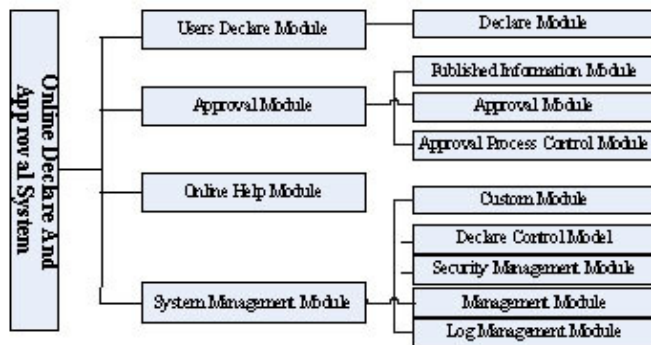 Online Declare And
Approval System
Users Declare Module
Declare Module
Approval Module
Published Information Module
Approval Module
Approval Process Control Module
Online Help Module
System Management Module
Custom Module
Declare Control Model
Security Management Module
Management Module
Log Management Module